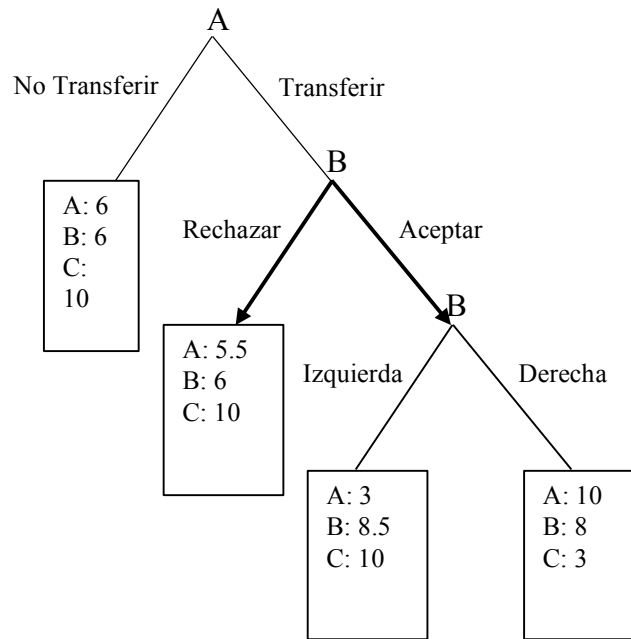 A
No Transferir
Transferir
B
A: 6
B: 6
C:
10
Rechazar
Aceptar
B
A: 5.5
B: 6
C: 10
Izquierda
Derecha
A: 3
B: 8.5
C: 10
A: 10
B: 8
C: 3